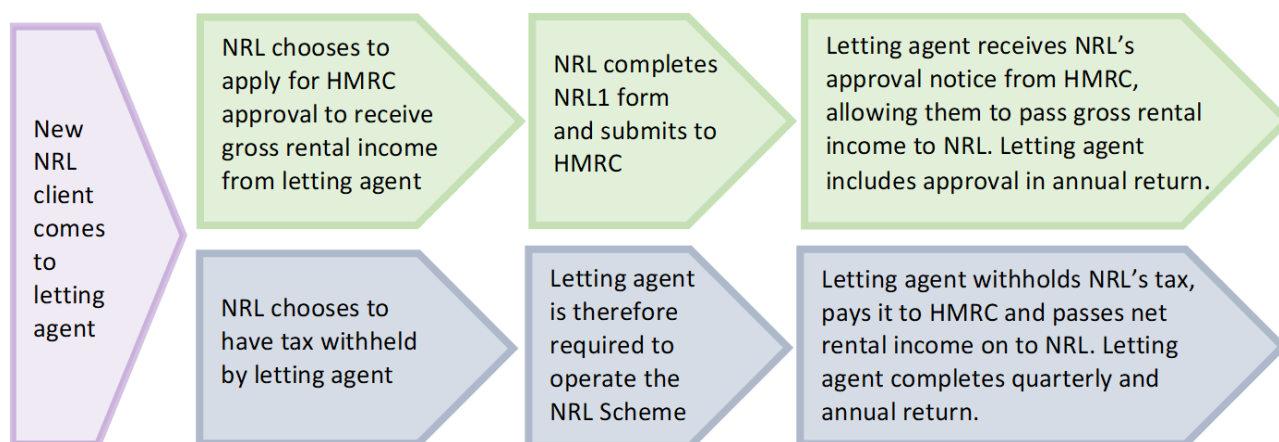 New
NRL
client
comes
to
letting
agent
NRL chooses to
apply for HMRC
approval to receive
gross rental income
from letting agent
NRL completes
NRL1 form
and submits to
HMRC
Letting agent receives NRL’s
approval notice from HMRC,
allowing them to pass gross rental
income to NRL. Letting agent
includes approval in annual return.
NRL chooses to
have tax withheld
by letting agent
Letting agent
is therefore
required to
operate the
NRL Scheme
Letting agent withholds NRL’s tax,
pays it to HMRC and passes net
rental income on to NRL. Letting
agent completes quarterly and
annual return.